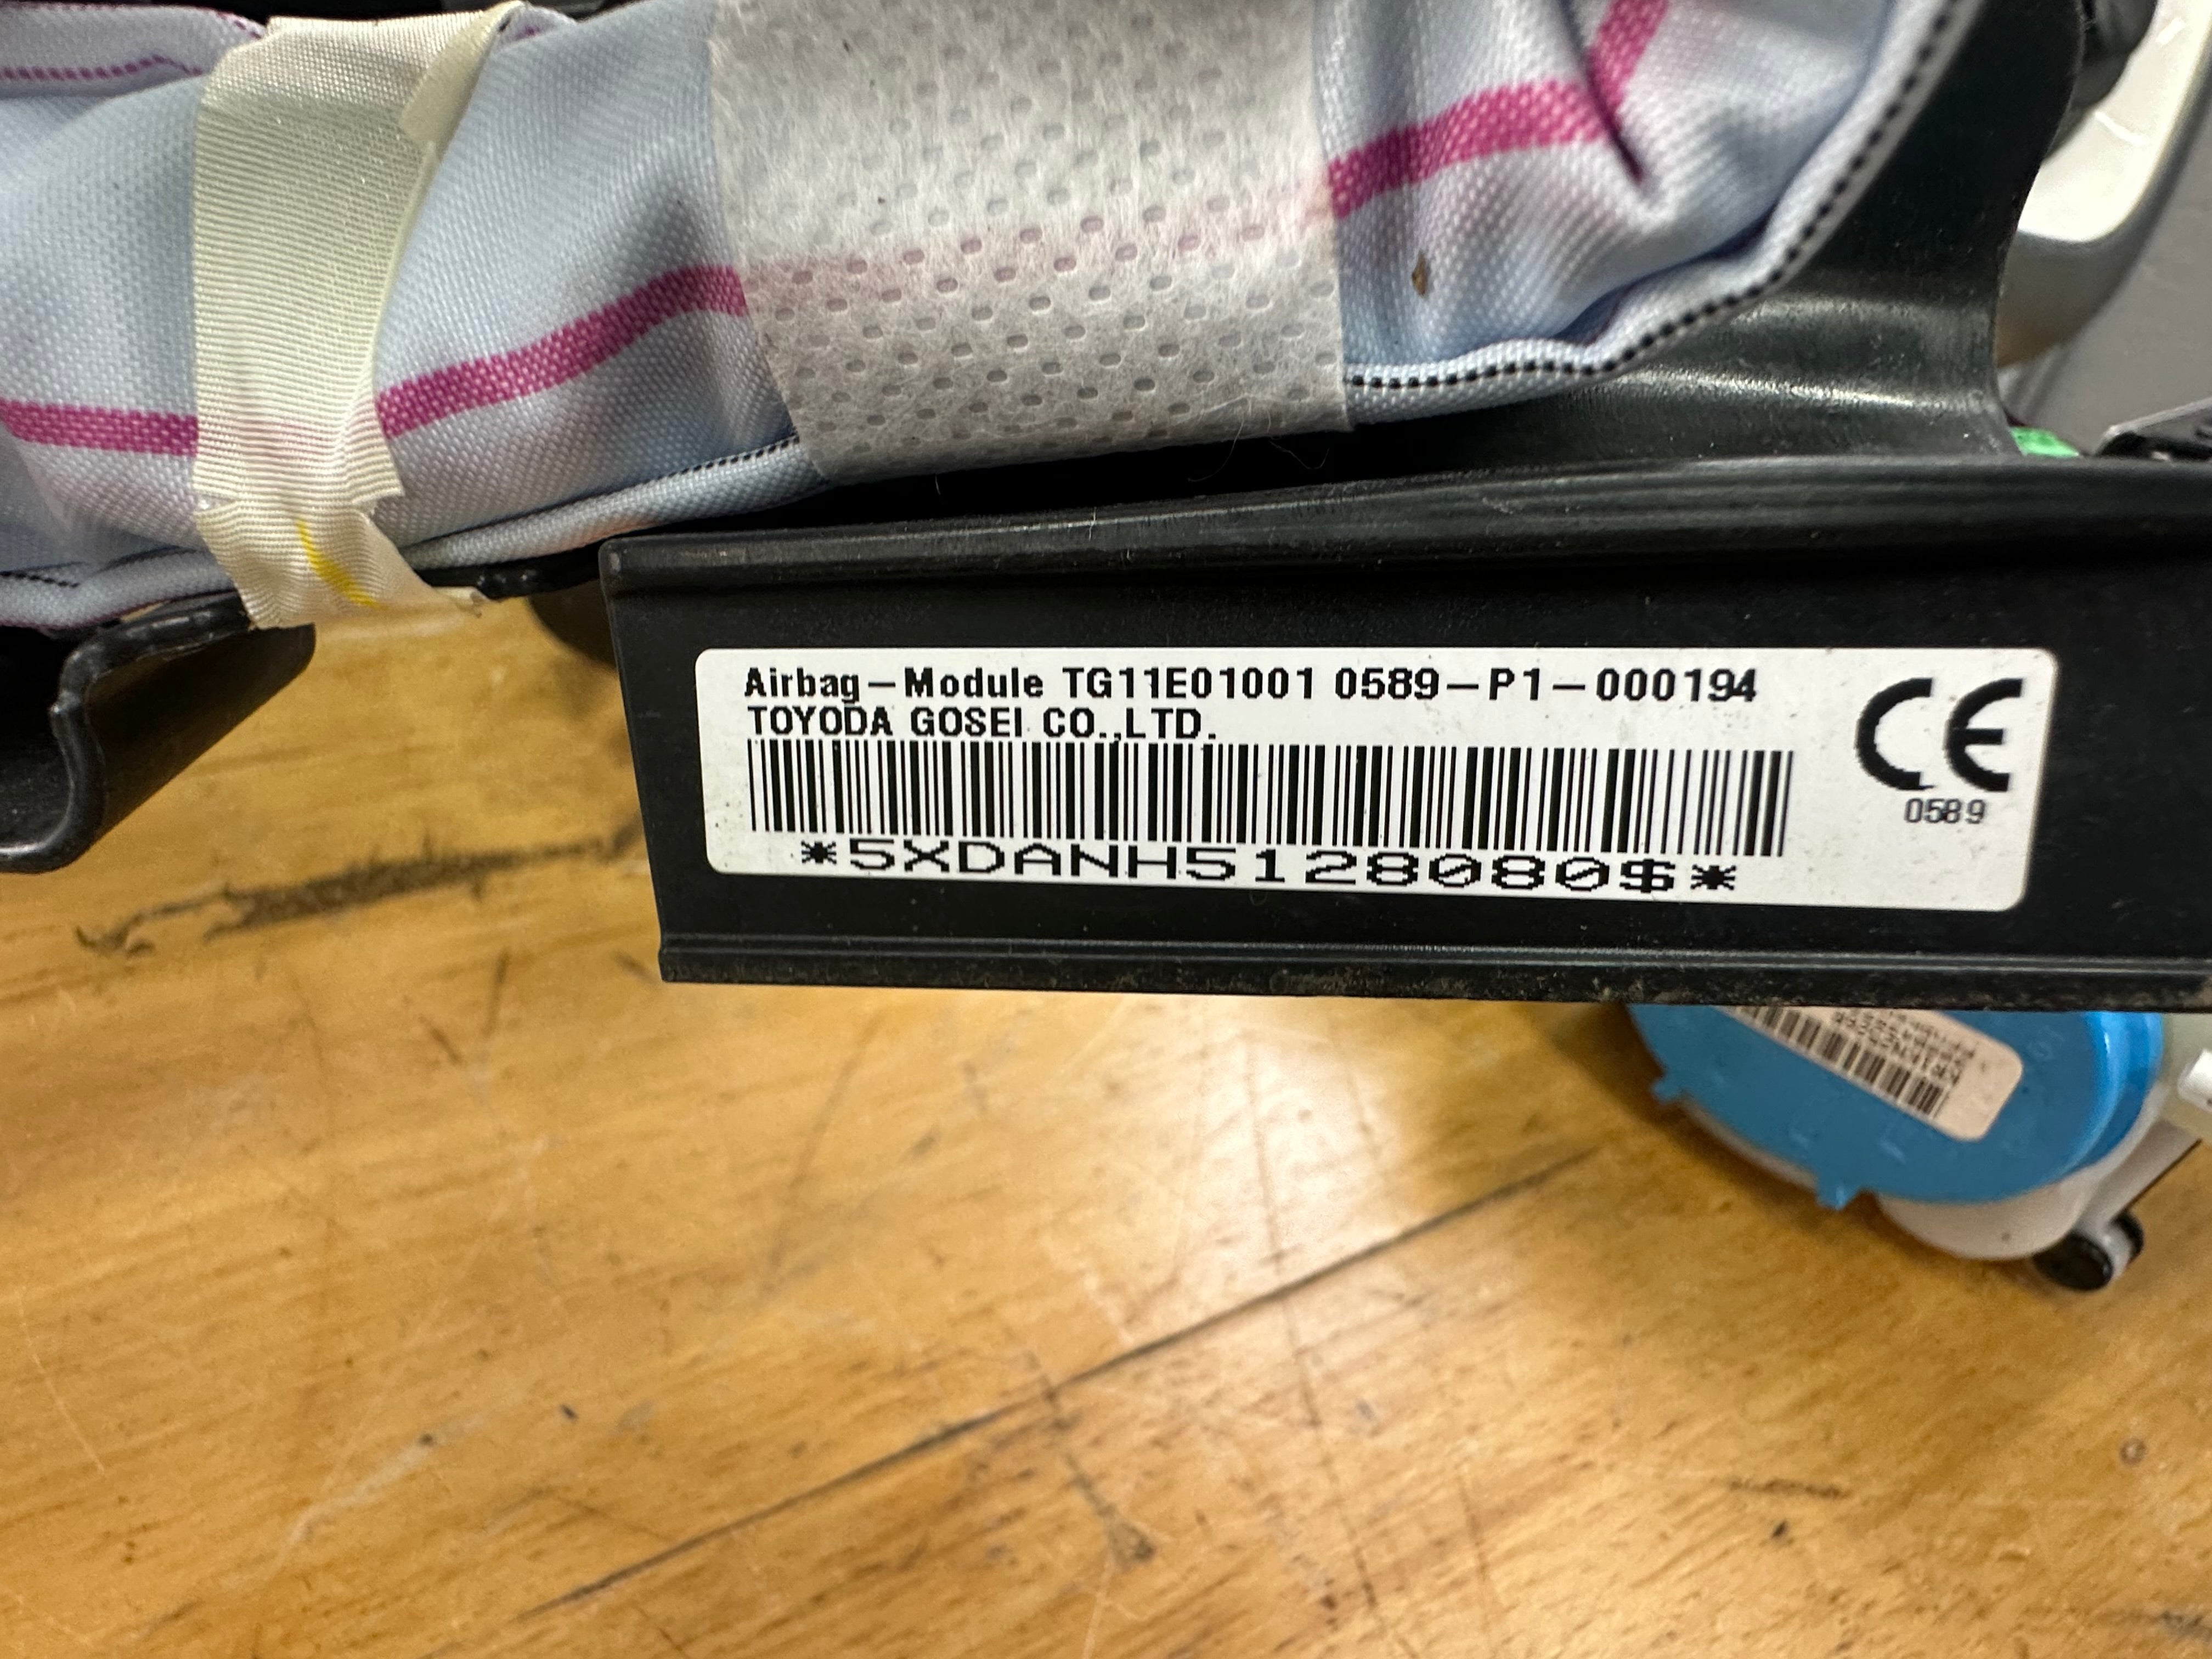 Airbag-Module TG11E01001 0589-P1-000194
TOYODA GOSEI CO.,LTD.
*5XDANH5128080$*
CE
0589